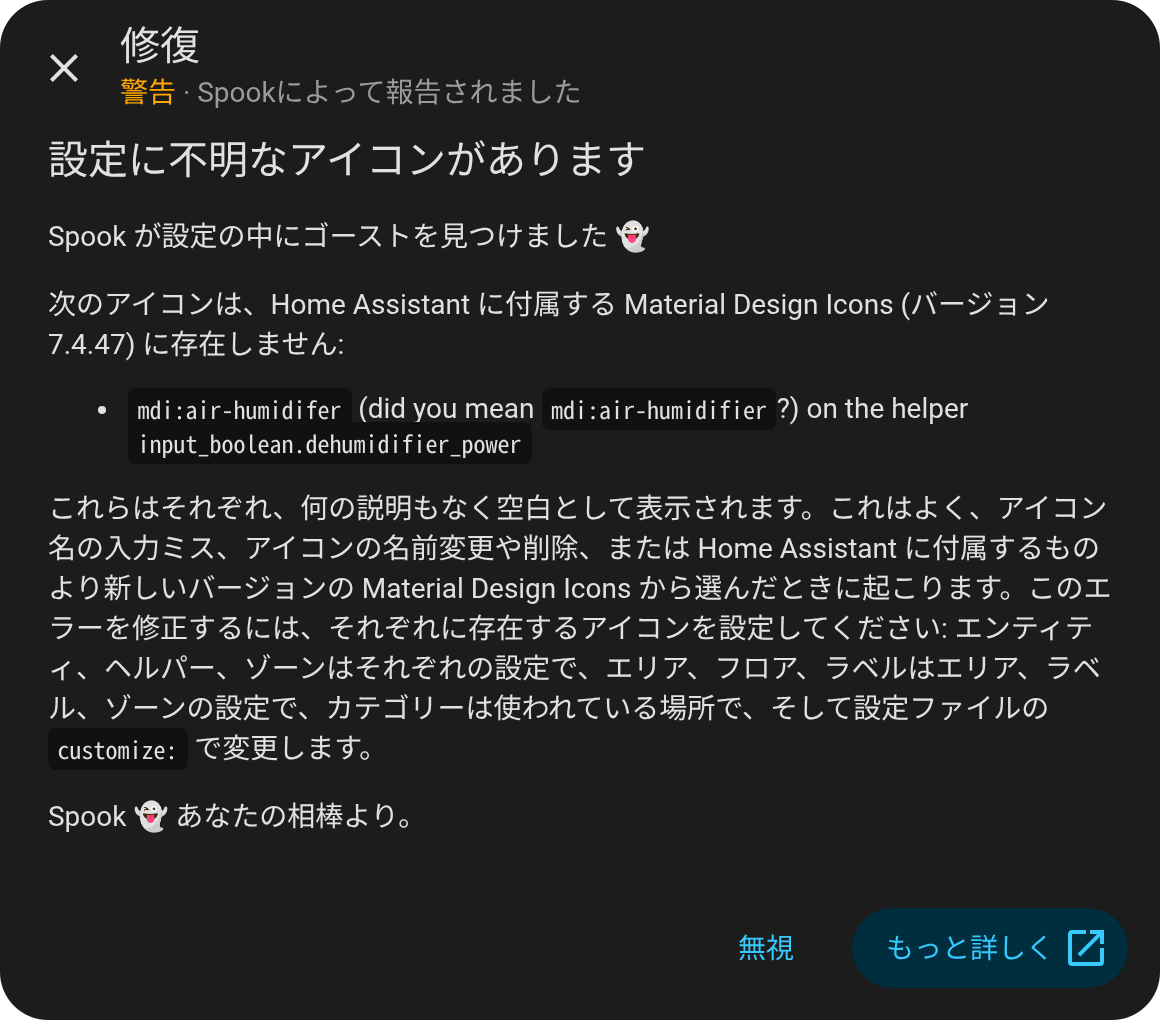 修復
警告 · Spookによって報告されました
設定に不明なアイコンがあります
Spook が設定の中にゴーストを見つけました 👻
次のアイコンは、Home Assistant に付属する Material Design Icons (バージョン
7.4.47) に存在しません:
• mdi:air-humidifer (did you mean mdi:air-humidifier?) on the helper
input_boolean.dehumidifier_power
これらはそれぞれ、何の説明もなく空白として表示されます。これはよく、アイコン
名の入力ミス、アイコンの名前変更や削除、または Home Assistant に付属するもの
より新しいバージョンの Material Design Icons から選んだときに起こります。このエ
ラーを修正するには、それぞれに存在するアイコンを設定してください: エンティテ
ィ、ヘルパー、ゾーンはそれぞれの設定で、エリア、フロア、ラベルはエリア、ラベ
ル、ゾーンの設定で、カテゴリーは使われている場所で、そして設定ファイルの
customize: で変更します。
Spook 👻 あなたの相棒より。
無視
もっと詳しく